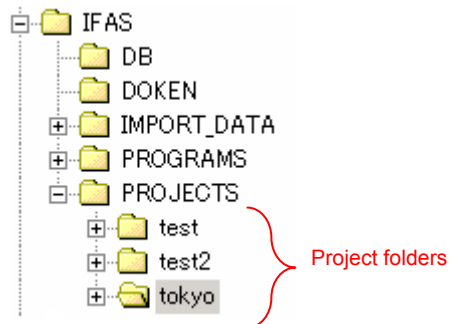 IFAS
DB
DOKEN
IMPORT_DATA
PROGRAMS
PROJECTS
test
test2
Project folders
tokyo